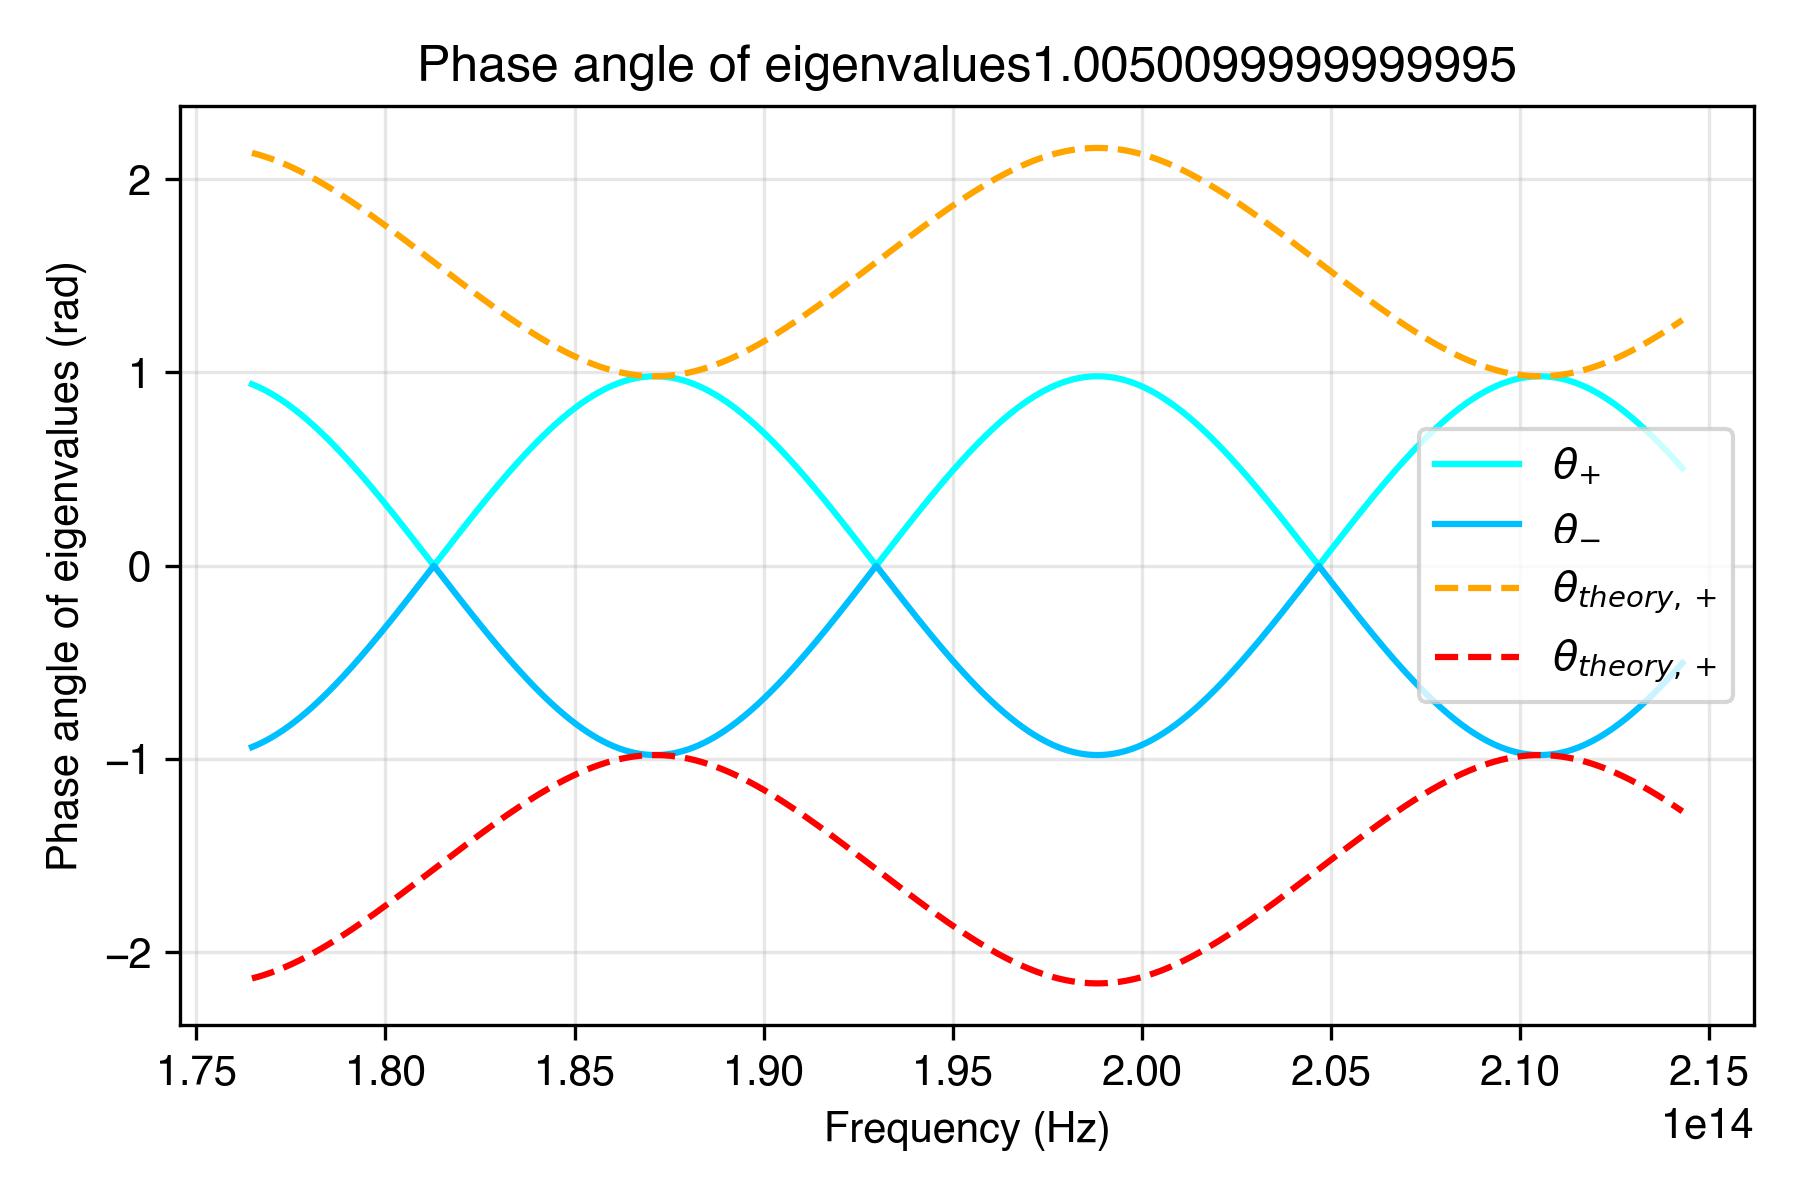 Phase angle of eigenvalues1.0050099999999995
Phase angle of eigenvalues (rad)
2
1
0
−1
−2
θ+
θ−
θtheory, +
θtheory, +
1.75 1.80 1.85 1.90 1.95 2.00 2.05 2.10 2.15
1e14
Frequency (Hz)